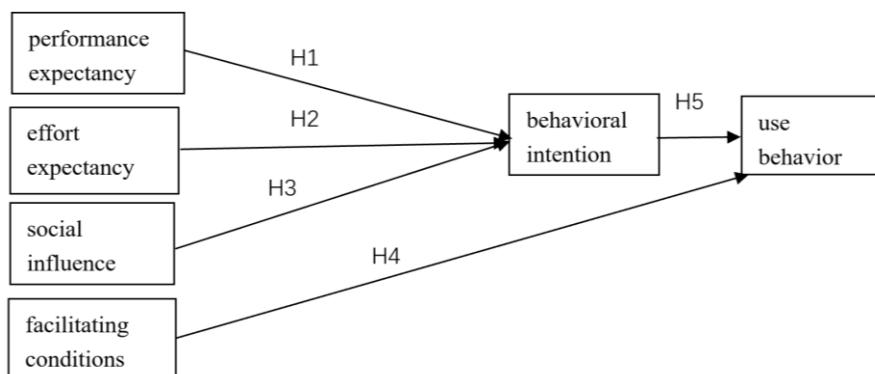 performance
expectancy
H1
effort
expectancy
H2
social
influence
H3
facilitating
conditions
H4
behavioral
intention
H5
use
behavior